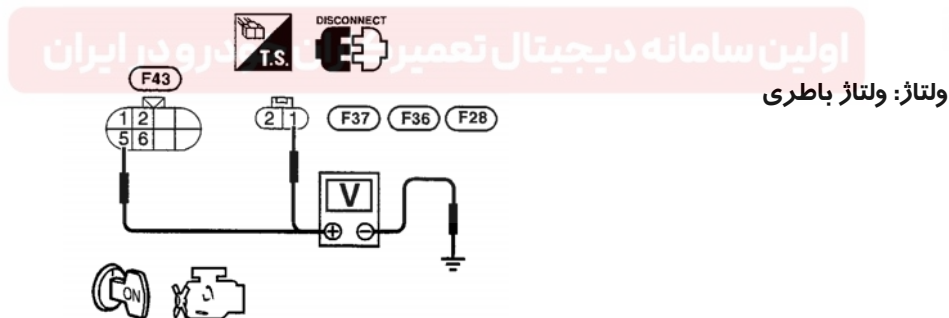 DISCONNECT
T.S.
اولین سامانه دیجیتال تعمیرکاران خودرو در ایران
ولتاژ: ولتاژ باطری
F43
1 2
5 6
2 1
F37 F36 F28
V
+ −
ON